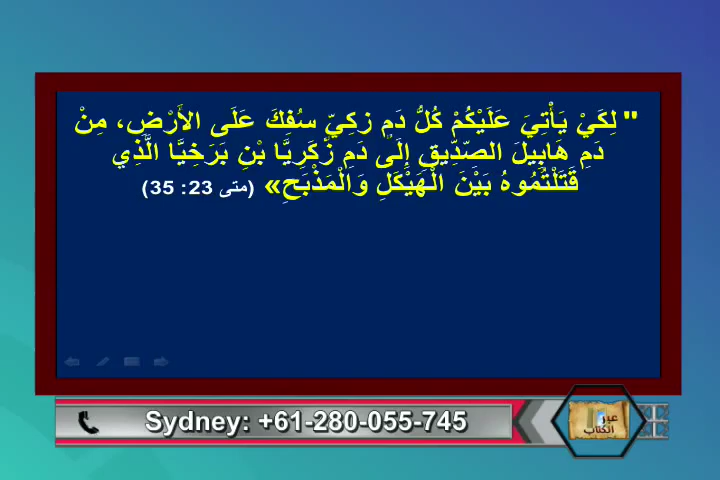 " لِكَيْ يَأْتِيَ عَلَيْكُمْ كُلُّ دَمٍ زكِيّ سُفِكَ عَلَى الأَرْضِ، مِنْ
دَمِ هَابِيلَ الصّدِّيقِ إِلَى دَمِ زَكَرِيَّا بْنِ بَرَخِيَّا الَّذِي
قَتَلْتُمُوهُ بَيْنَ الْهَيْكَلِ وَالْمَذْبَحِ» (متى 23: 35)
Sydney: +61-280-055-745
عبر
الكتاب